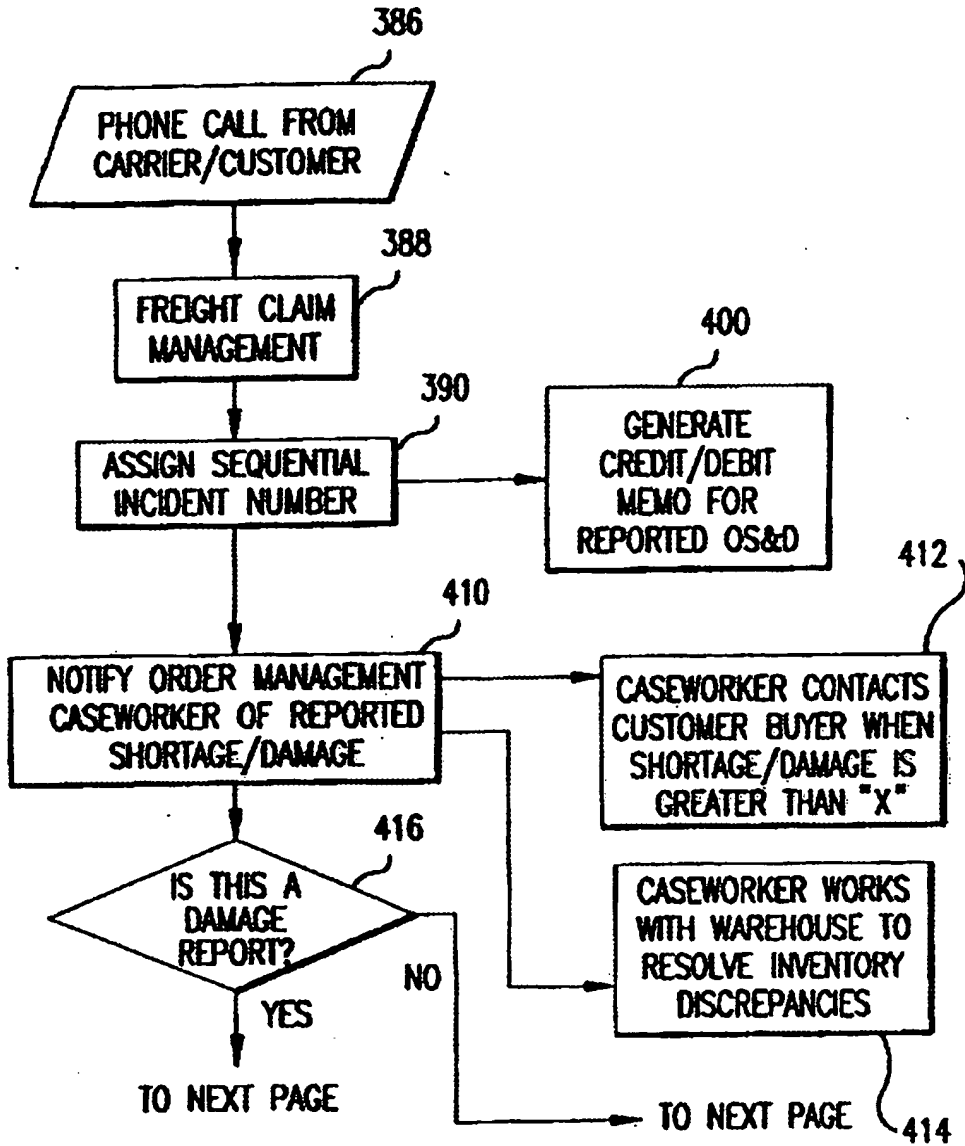 386
PHONE CALL FROM
CARRIER/CUSTOMER
388
FREIGHT CLAIM
MANAGEMENT
390
ASSIGN SEQUENTIAL
INCIDENT NUMBER
400
GENERATE
CREDIT/DEBIT
MEMO FOR
REPORTED OS&D
410
NOTIFY ORDER MANAGEMENT
CASEWORKER OF REPORTED
SHORTAGE/DAMAGE
412
CASEWORKER CONTACTS
CUSTOMER BUYER WHEN
SHORTAGE/DAMAGE IS
GREATER THAN "X"
416
IS THIS A
DAMAGE
REPORT?
NO
YES
CASEWORKER WORKS
WITH WAREHOUSE TO
RESOLVE INVENTORY
DISCREPANCIES
414
TO NEXT PAGE
TO NEXT PAGE